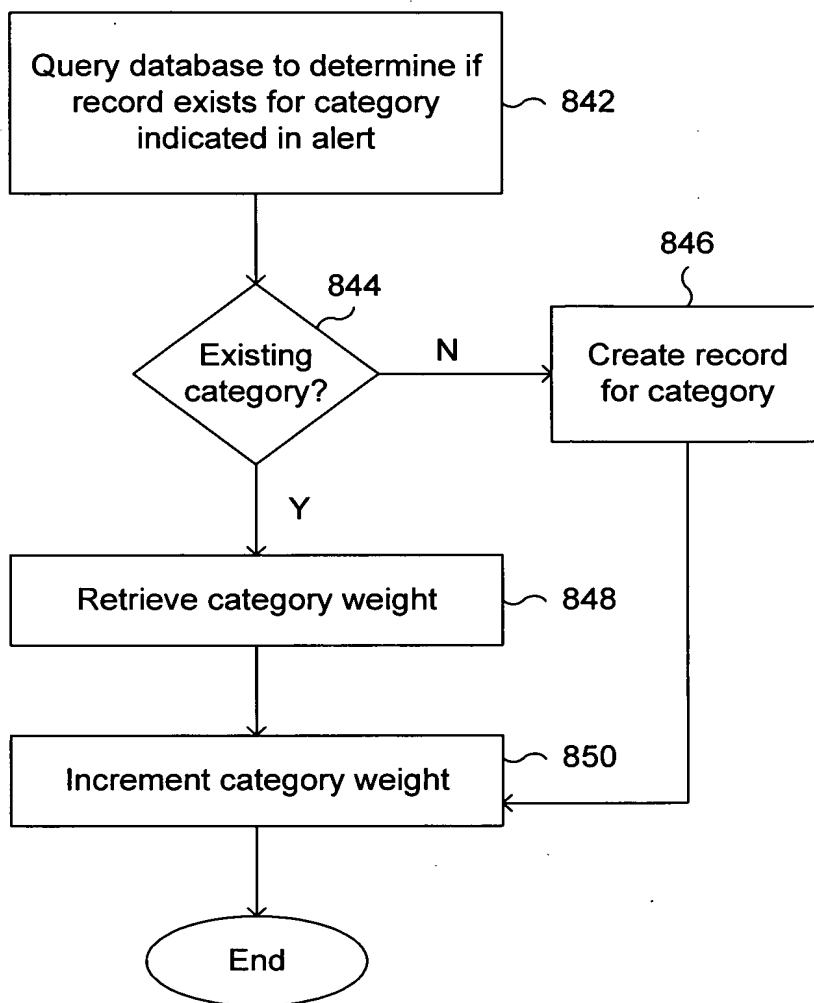 Query database to determine if
record exists for category
indicated in alert
842
844
Existing
category?
N
846
Create record
for category
Y
Retrieve category weight
848
Increment category weight
850
End